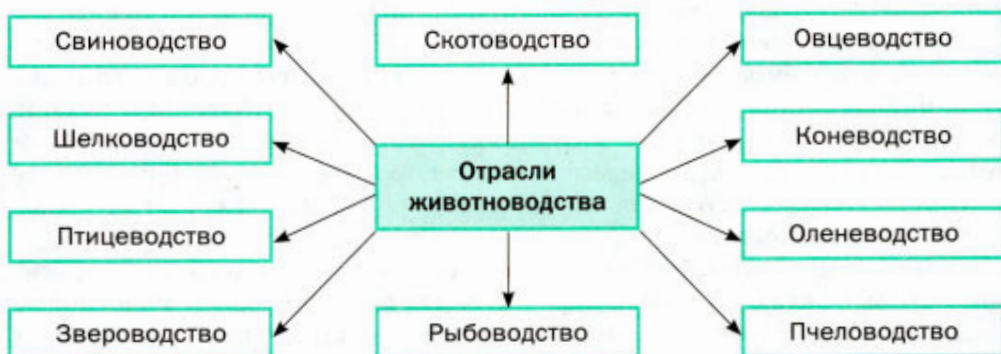 Свиноводство
Скотоводство
Овцеводство
Шелководство
Коневодство
Отрасли
животноводства
Птицеводство
Оленеводство
Звероводство
Рыбоводство
Пчеловодство